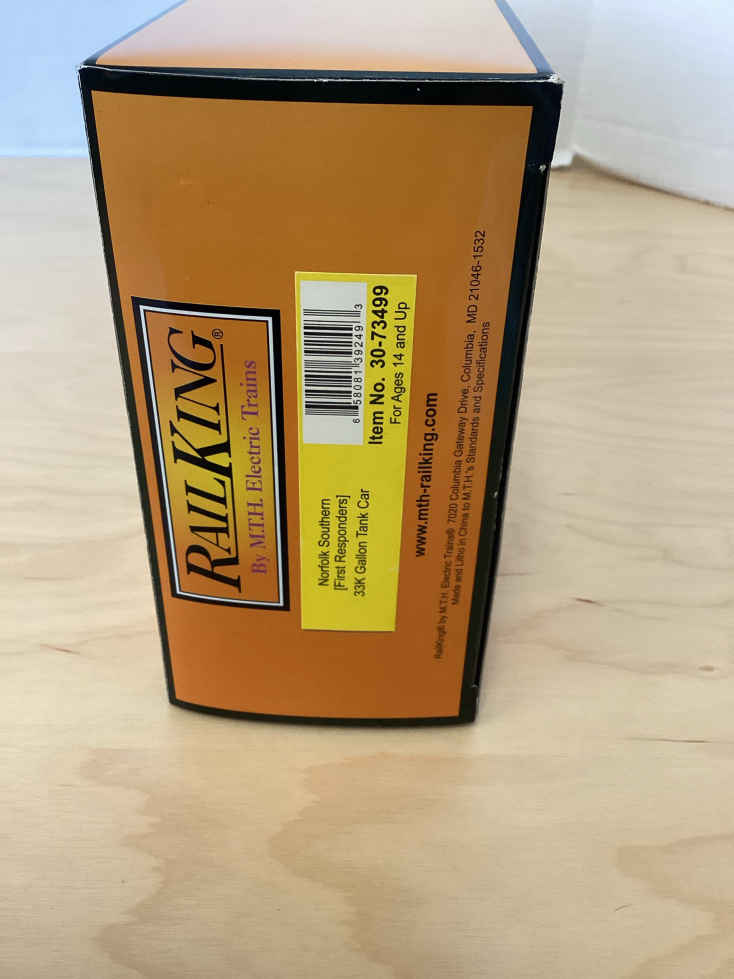 RAILKING®
By M.T.H. Electric Trains
6 58081 39249 3
Item No. 30-73499
For Ages 14 and Up
Norfolk Southern
[First Responders]
33K Gallon Tank Car
www.mth-railking.com
RailKing® by M.T.H. Electric Trains® 7020 Columbia Gateway Drive, Columbia, MD 21046-1532
Made and Litho in China to M.T.H.'s Standards and Specifications